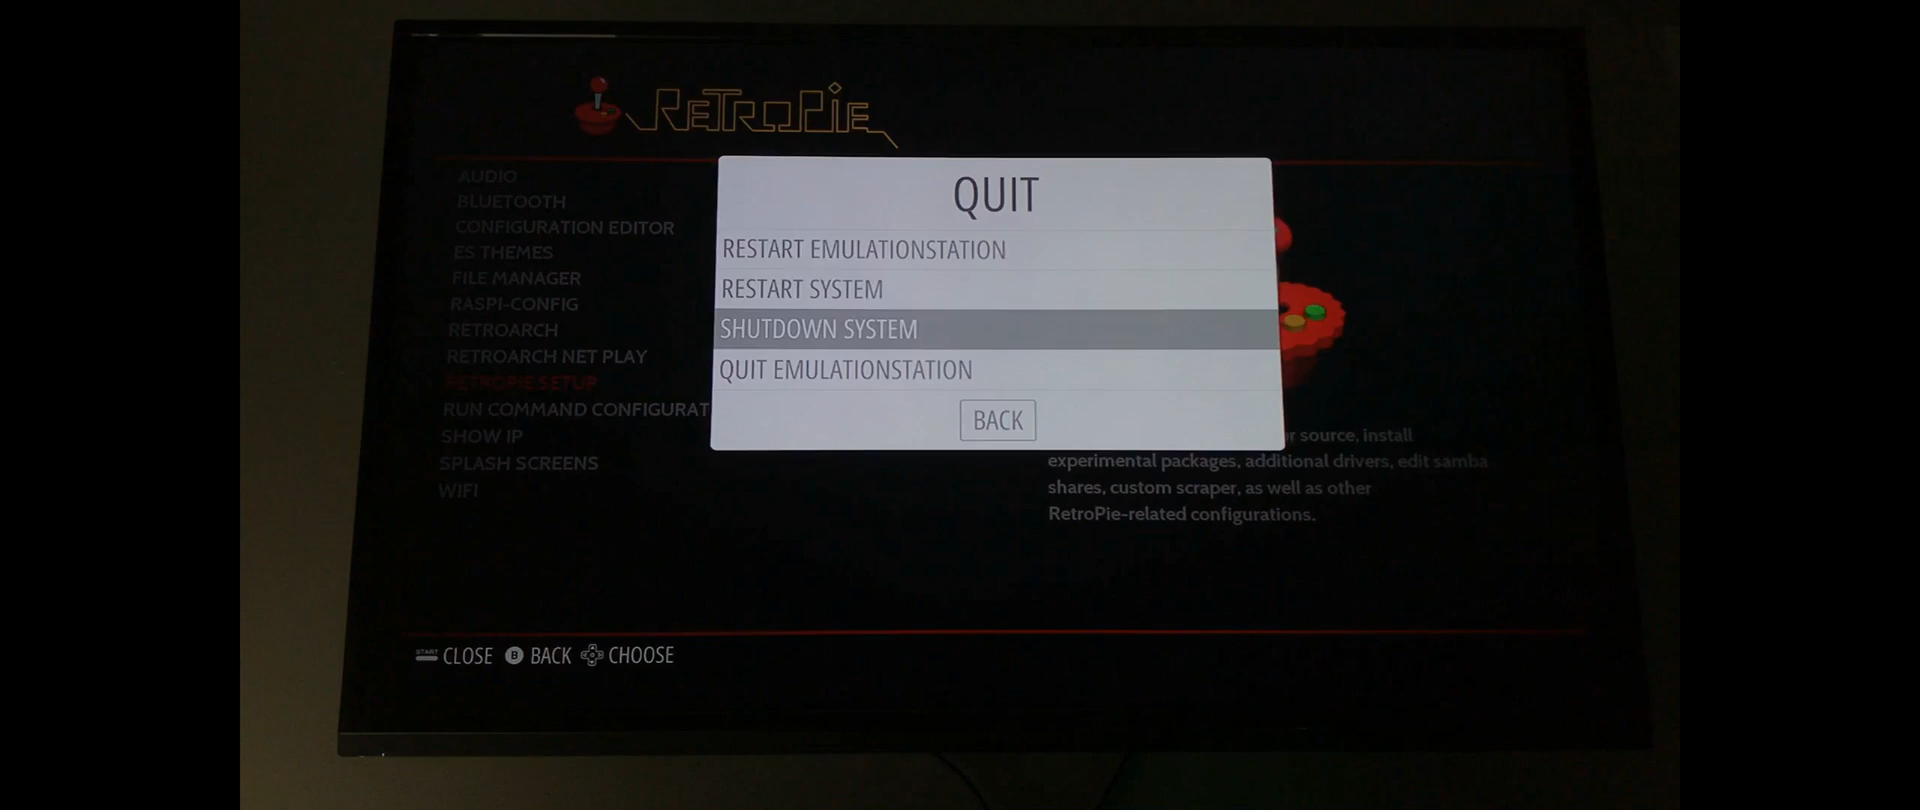 RETROPIE
AUDIO
BLUETOOTH
CONFIGURATION EDITOR
ES THEMES
FILE MANAGER
RASPI-CONFIG
RETROARCH
RETROARCH NET PLAY
RETROPIE SETUP
RUN COMMAND CONFIGURAT
SHOW IP
SPLASH SCREENS
WIFI
QUIT
RESTART EMULATIONSTATION
RESTART SYSTEM
SHUTDOWN SYSTEM
QUIT EMULATIONSTATION
BACK
source, install
experimental packages, additional drivers, edit samba
shares, custom scraper, as well as other
RetroPie-related configurations.
START CLOSE B BACK CHOOSE